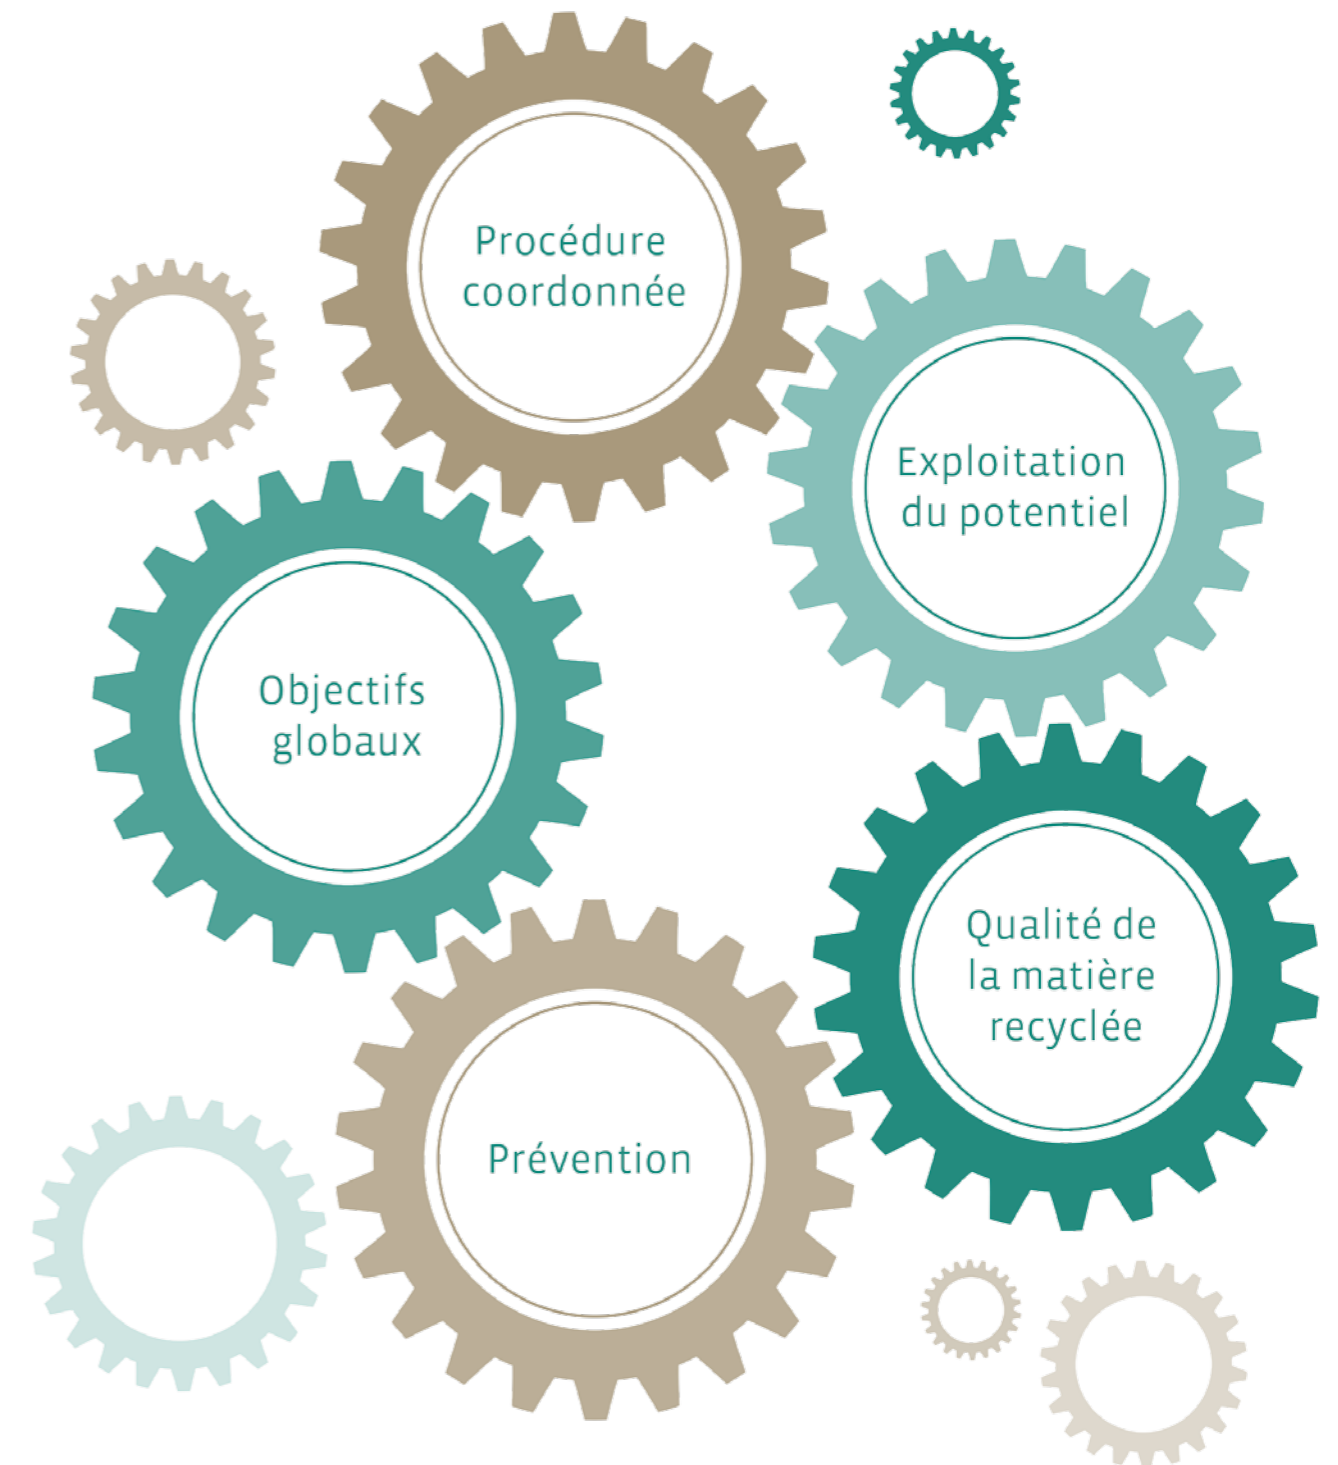 Procédure
coordonnée
Exploitation
du potentiel
Objectifs
globaux
Qualité de
la matière
recyclée
Prévention